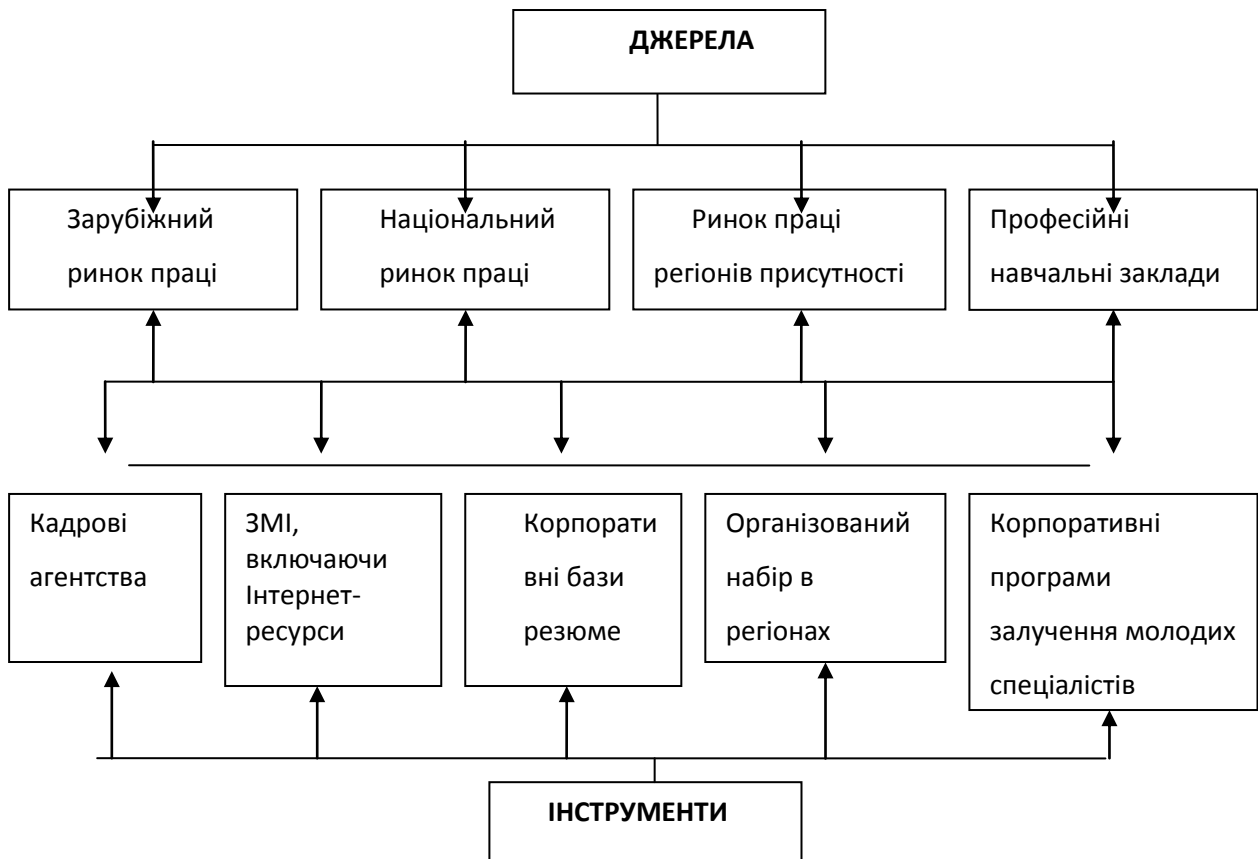 ДЖЕРЕЛА
Зарубіжний
ринок праці
Національний
ринок праці
Ринок праці
регіонів присутності
Професійні
навчальні заклади
Кадрові
агентства
ЗМІ,
включаючи
Інтернет-
ресурси
Корпорати
вні бази
резюме
Організований
набір в
регіонах
Корпоративні
програми
залучення молодих
спеціалістів
ІНСТРУМЕНТИ